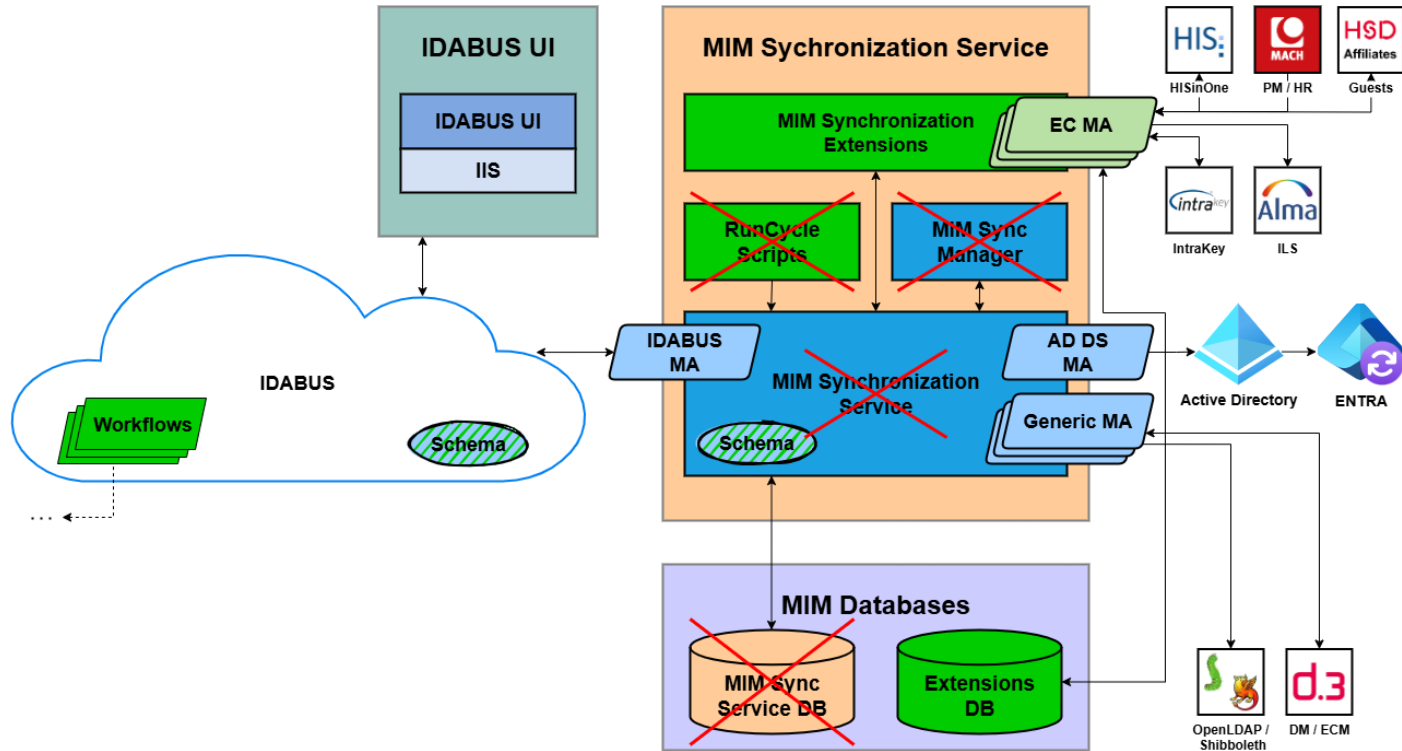 IDABUS UI
IDABUS UI
IIS
MIM Sychronization Service
MIM Synchronization
Extensions
EC MA
RunCycle
Scripts
MIM Sync
Manager
IDABUS
MA
MIM Synchronization
Service
Schema
AD DS
MA
Generic MA
IDABUS
Workflows
Schema
...
MIM Databases
MIM Sync
Service DB
Extensions
DB
HIS
HISinOne
MACH
PM / HR
HSD
Affiliates
Guests
intrakey
IntraKey
Alma
ILS
Active Directory
ENTRA
OpenLDAP /
Shibboleth
d.3
DM / ECM